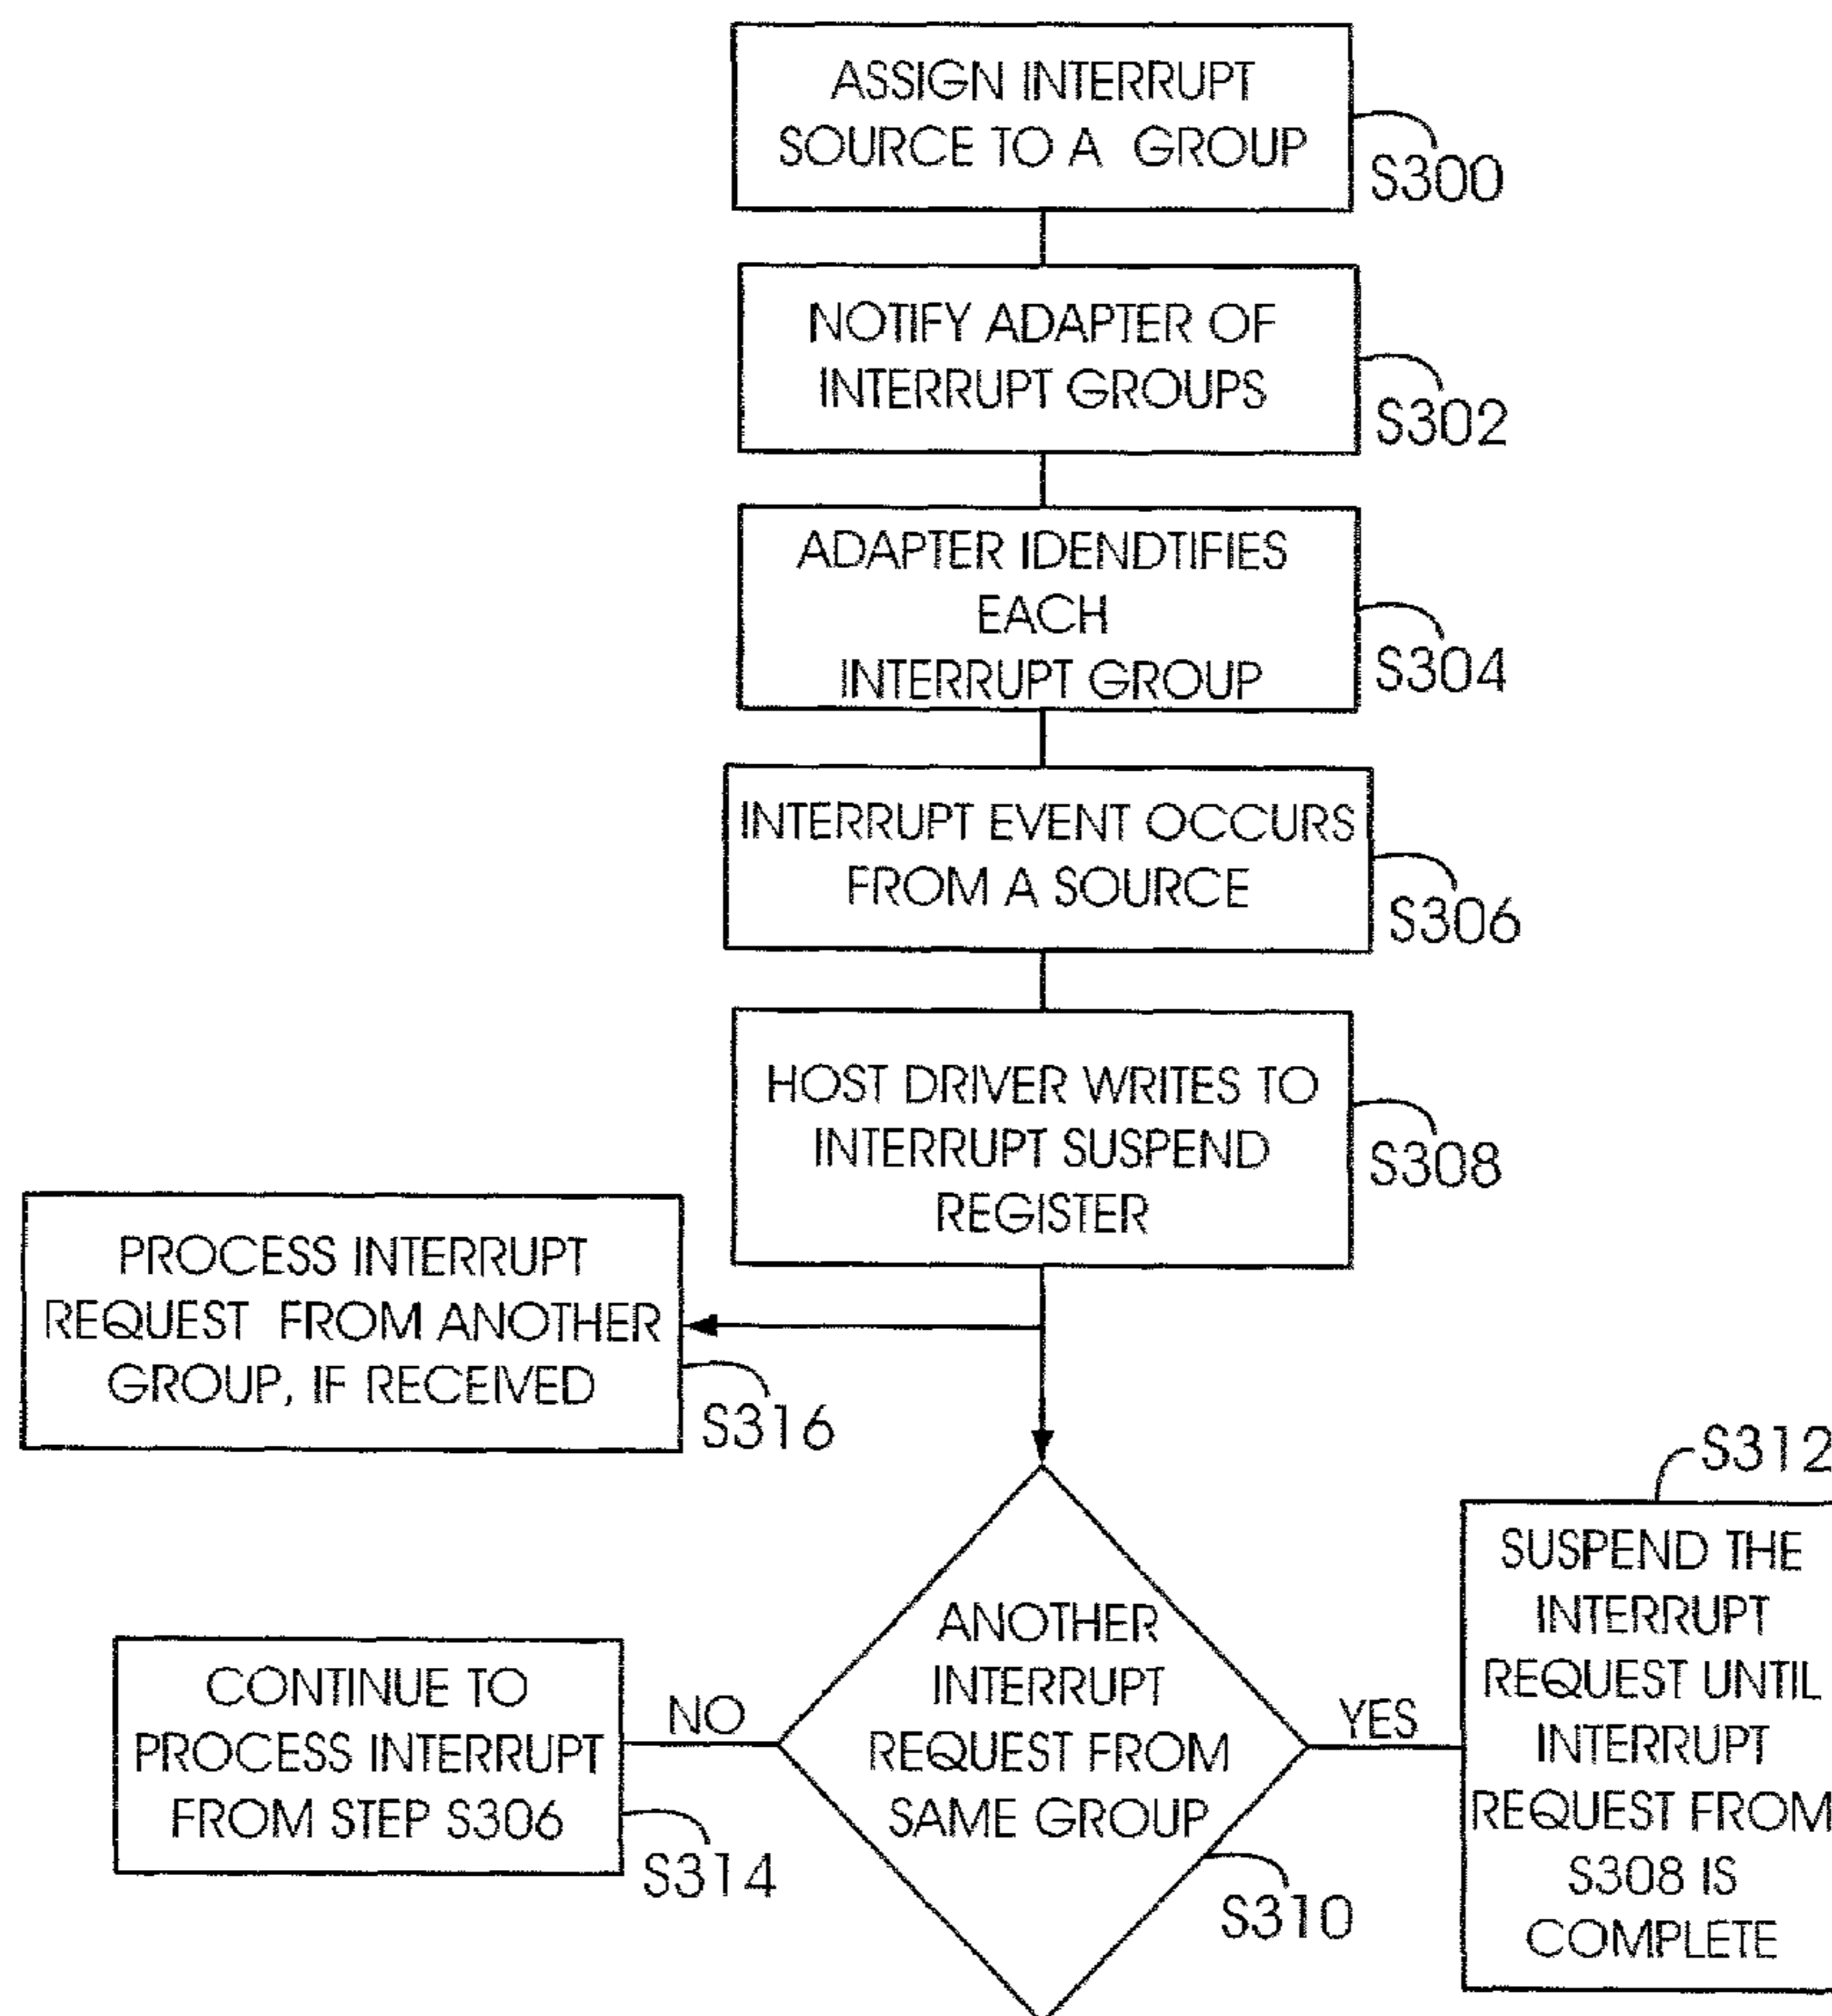 ASSIGN INTERRUPT
SOURCE TO A GROUP
S300
NOTIFY ADAPTER OF
INTERRUPT GROUPS
S302
ADAPTER IDENDTIFIES
EACH
INTERRUPT GROUP
S304
INTERRUPT EVENT OCCURS
FROM A SOURCE
S306
HOST DRIVER WRITES TO
INTERRUPT SUSPEND
REGISTER
S308
PROCESS INTERRUPT
REQUEST FROM ANOTHER
GROUP, IF RECEIVED
S316
ANOTHER
INTERRUPT
REQUEST FROM
SAME GROUP
S310
NO
CONTINUE TO
PROCESS INTERRUPT
FROM STEP S306
S314
YES
S312
SUSPEND THE
INTERRUPT
REQUEST UNTIL
INTERRUPT
REQUEST FROM
S308 IS
COMPLETE